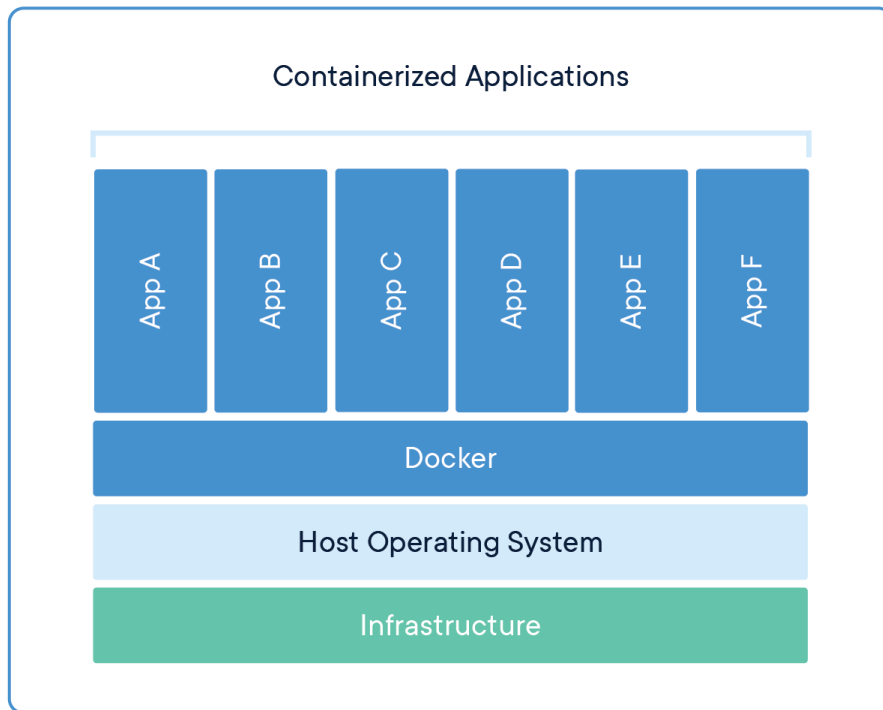 Containerized Applications
App A
App B
App C
App D
App E
App F
Docker
Host Operating System
Infrastructure